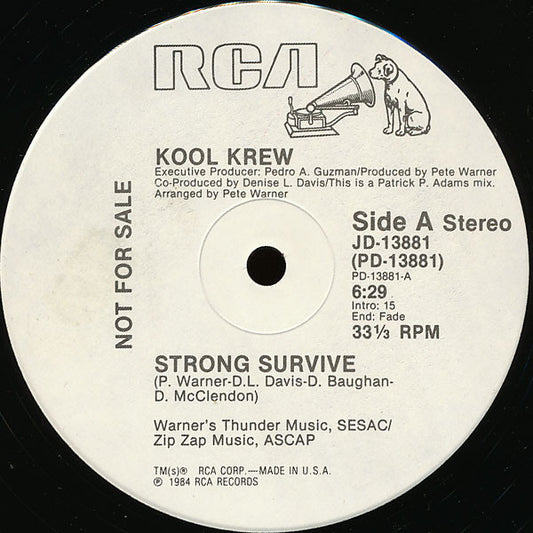 RCA
KOOL KREW
Executive Producer: Pedro A. Guzman/Produced by Pete Warner
Co-Produced by Denise L. Davis/This is a Patrick P. Adams mix.
Arranged by Pete Warner
NOT FOR SALE
Side A Stereo
JD-13881
(PD-13881)
PD-13881-A
6:29
Intro: 15
End: Fade
33⅓ RPM
STRONG SURVIVE
(P. Warner-D.L. Davis-D. Baughan-
D. McClendon)
Warner's Thunder Music, SESAC/
Zip Zap Music, ASCAP
TM(s)® RCA CORP.—MADE IN U.S.A.
℗ 1984 RCA RECORDS